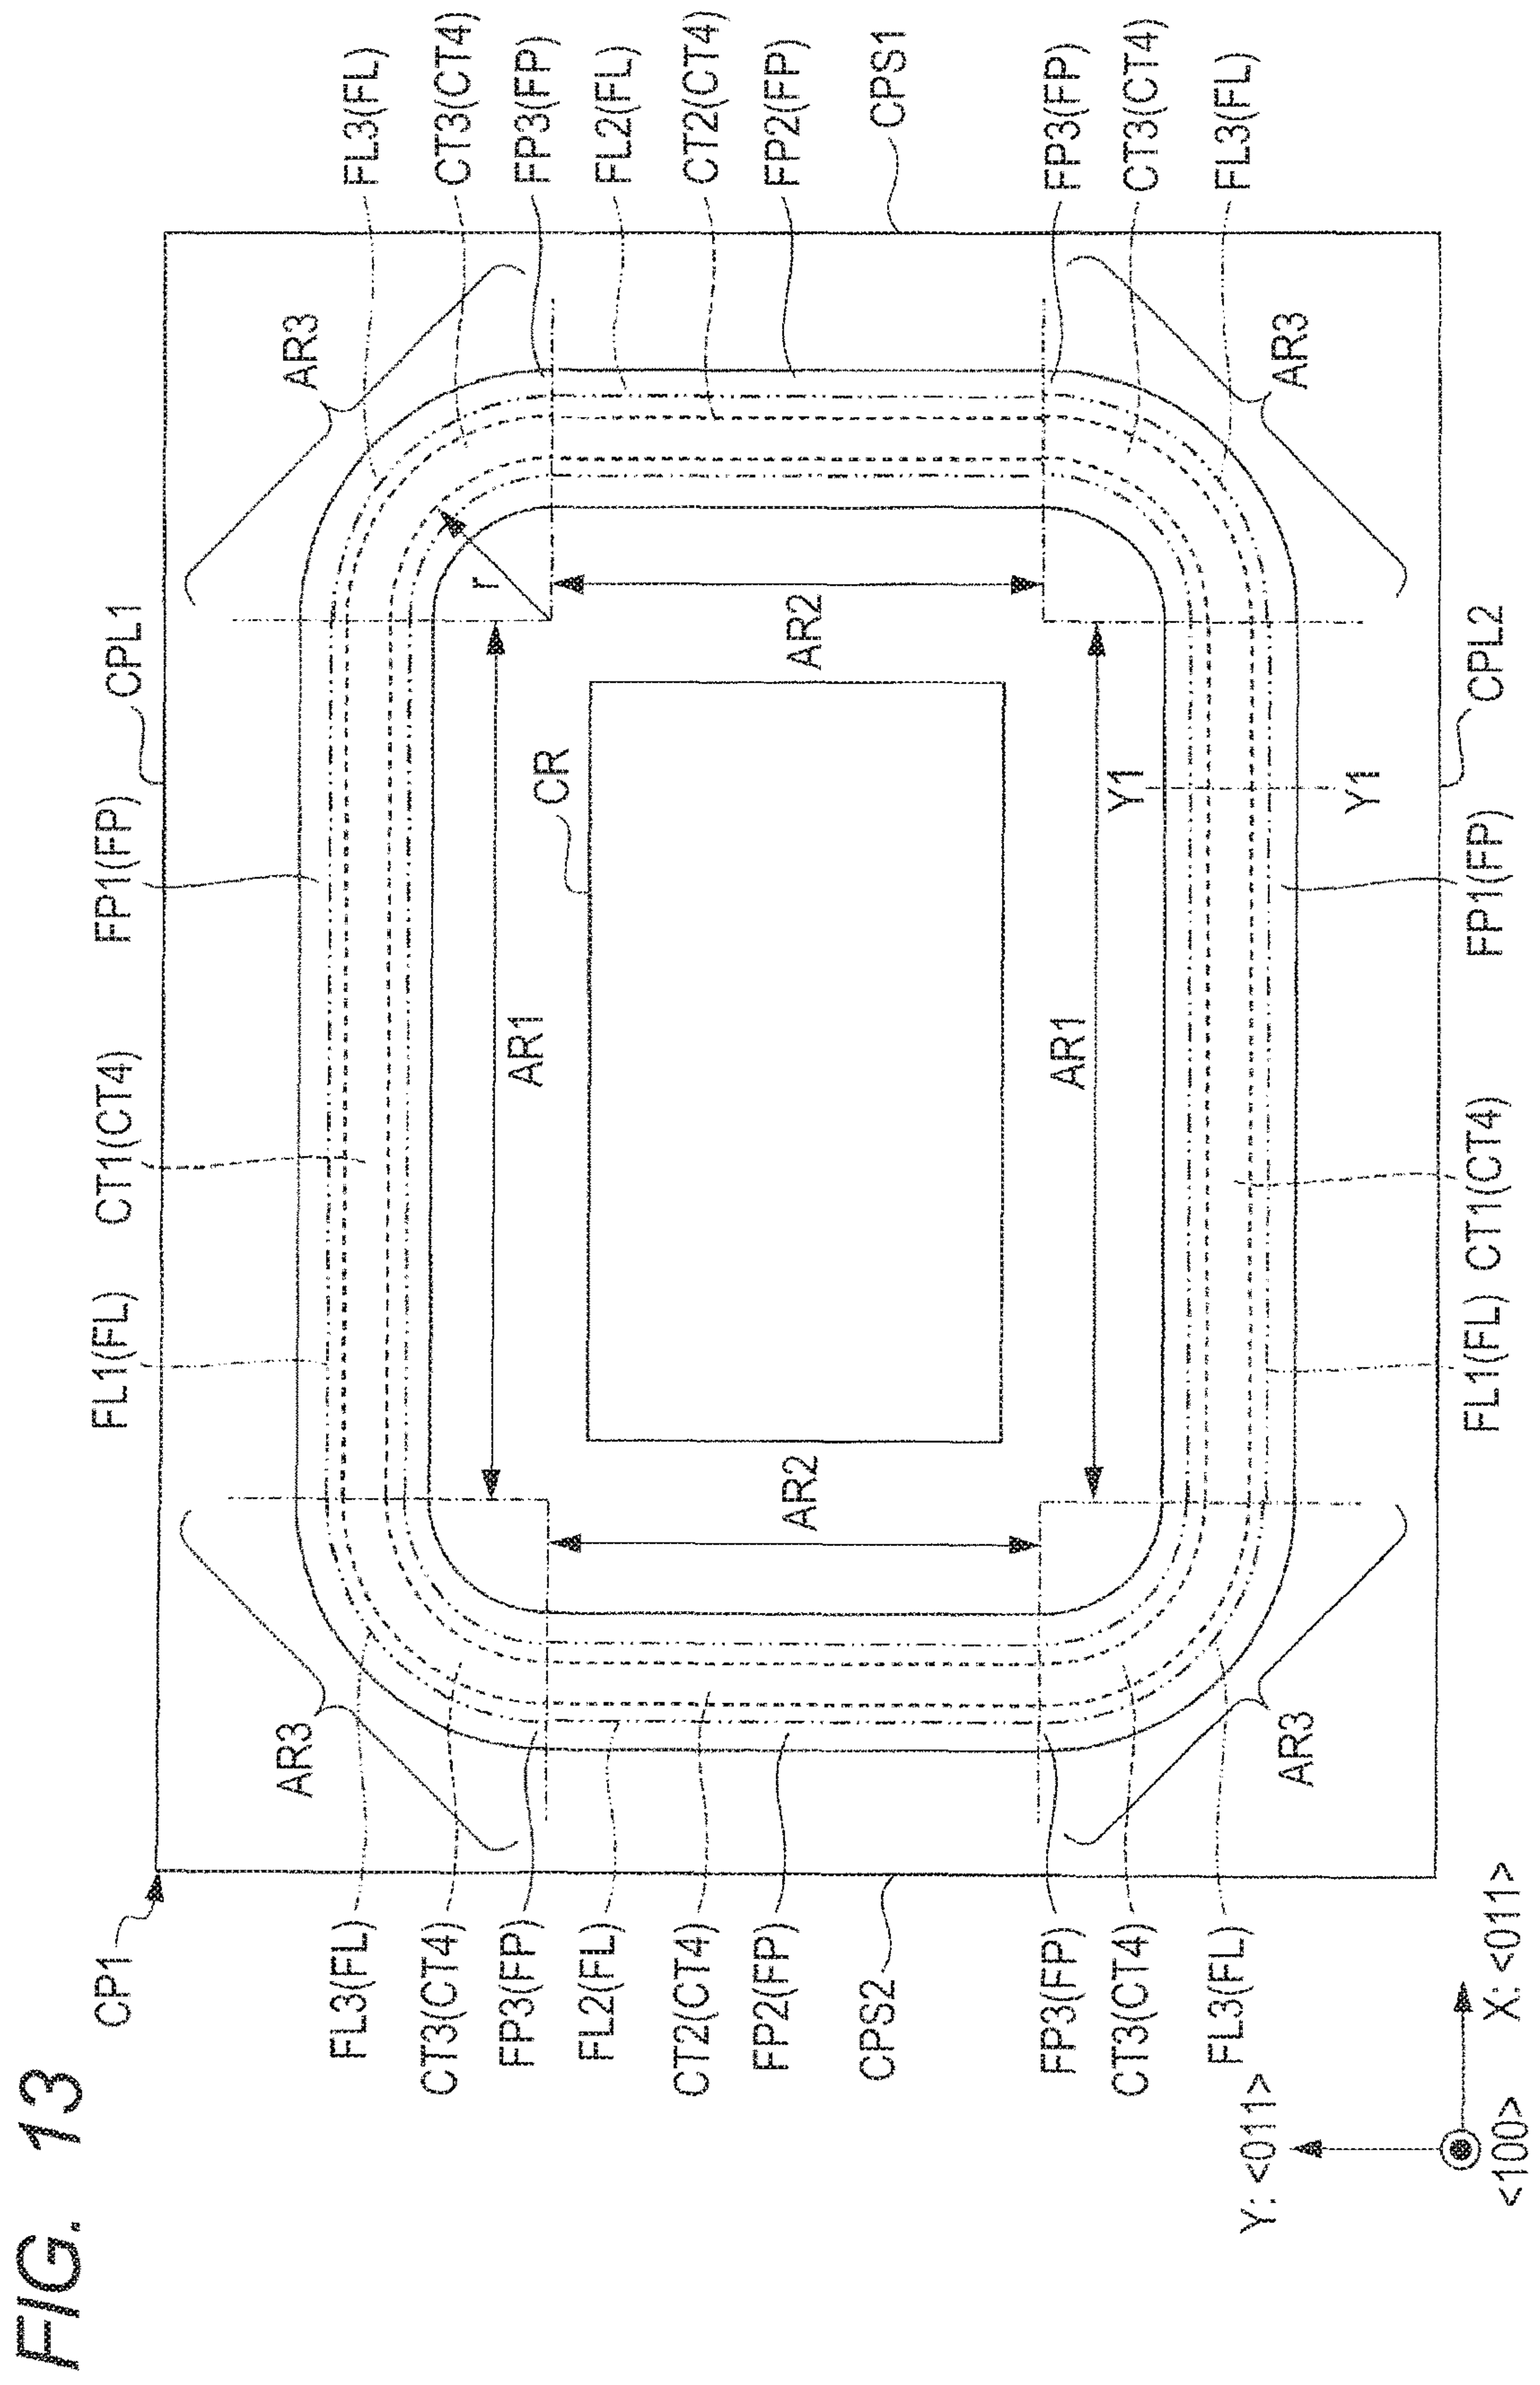 FIG. 13
CP1
CPL1
FL1(FL)
CT1(CT4)
FP1(FP)
FL3(FL)
CT3(CT4)
FP3(FP)
FL2(FL)
CT2(CT4)
FP2(FP)
CPS2
FP3(FP)
CT3(CT4)
FL3(FL)
AR3
AR3
AR2
AR1
CR
AR1
AR2
r
Y1
Y1
AR3
AR3
FL3(FL)
CT3(CT4)
FP3(FP)
FL2(FL)
CT2(CT4)
FP2(FP)
CPS1
FP3(FP)
CT3(CT4)
FL3(FL)
FL1(FL)
CT1(CT4)
FP1(FP)
CPL2
Y: <011>
X: <011>
<100>